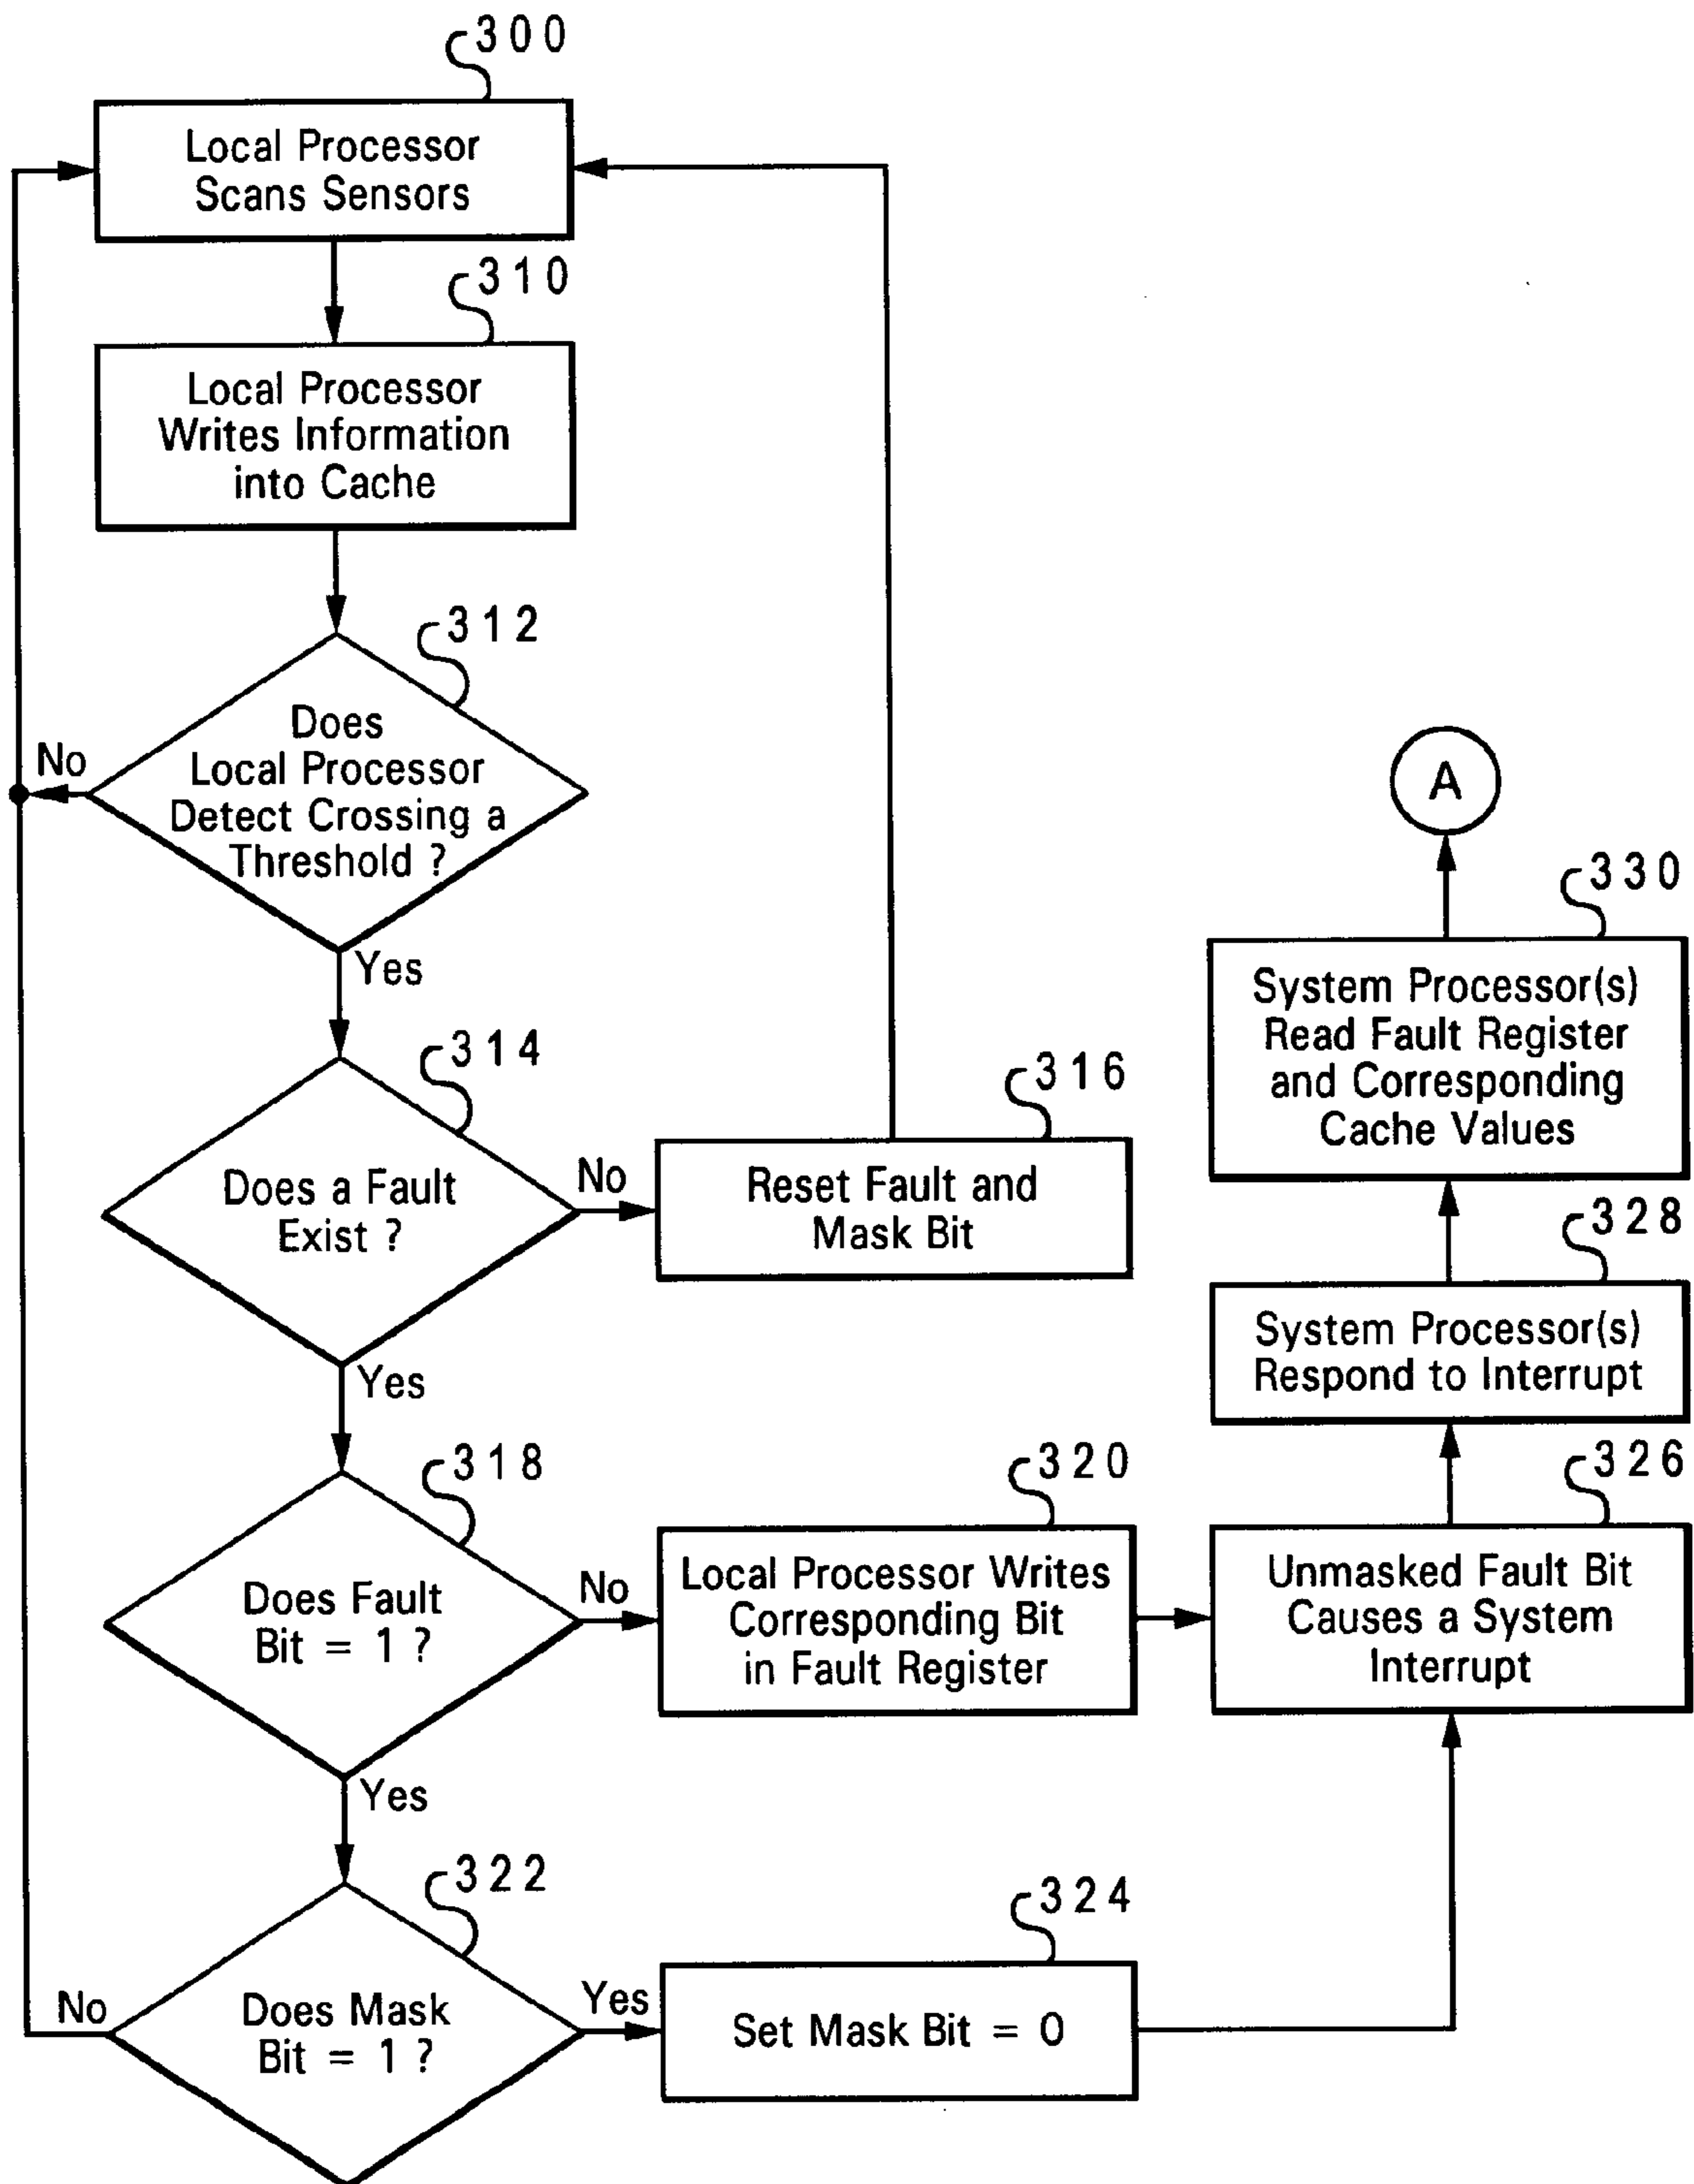 300
Local Processor
Scans Sensors
310
Local Processor
Writes Information
into Cache
312
Does
Local Processor
Detect Crossing a
Threshold ?
No
Yes
314
Does a Fault
Exist ?
No
Yes
316
Reset Fault and
Mask Bit
318
Does Fault
Bit = 1 ?
No
Yes
320
Local Processor Writes
Corresponding Bit
in Fault Register
322
Does Mask
Bit = 1 ?
No
Yes
324
Set Mask Bit = 0
326
Unmasked Fault Bit
Causes a System
Interrupt
328
System Processor(s)
Respond to Interrupt
330
System Processor(s)
Read Fault Register
and Corresponding
Cache Values
A